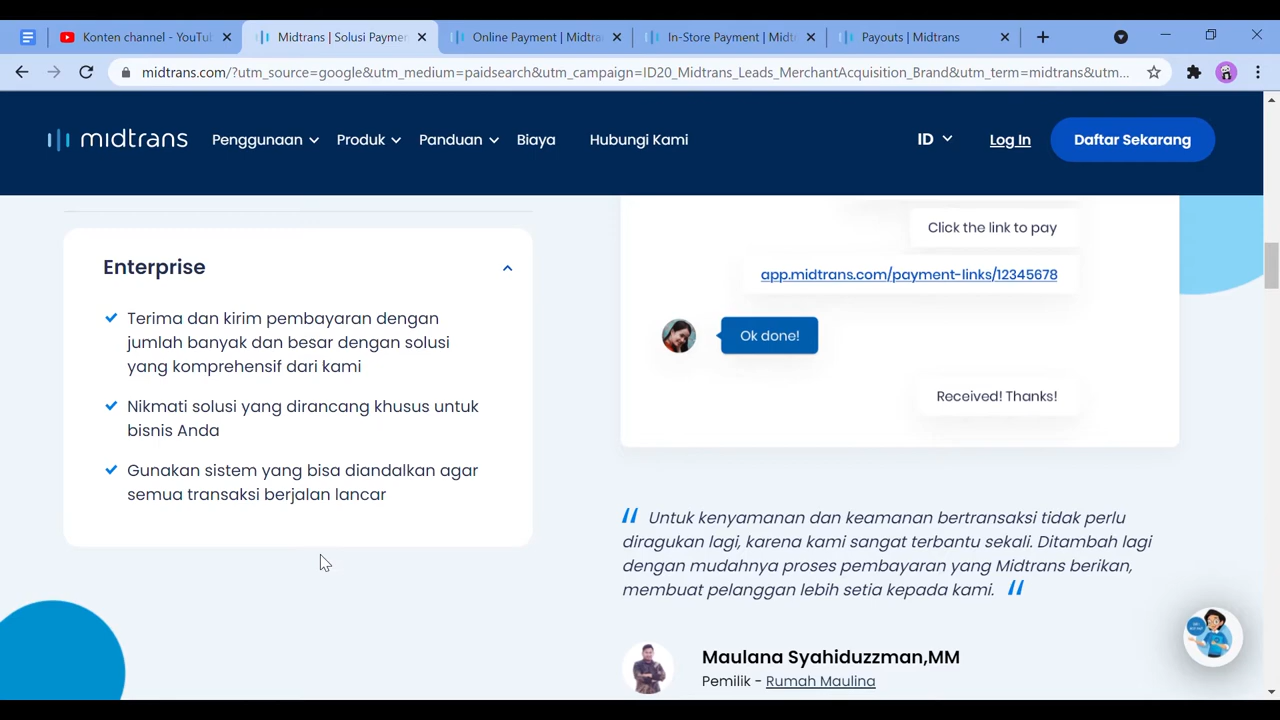 Konten channel - YouTu
Midtrans | Solusi Paymen
Online Payment | Midtra
In-Store Payment | Midt
Payouts | Midtrans
midtrans.com/?utm_source=google&utm_medium=paidsearch&utm_campaign=ID20_Midtrans_Leads_MerchantAcquisition_Brand&utm_term=midtrans&utm...
midtrans
Penggunaan
Produk
Panduan
Biaya
Hubungi Kami
ID
Log In
Daftar Sekarang
Enterprise
Terima dan kirim pembayaran dengan
jumlah banyak dan besar dengan solusi
yang komprehensif dari kami
Nikmati solusi yang dirancang khusus untuk
bisnis Anda
Gunakan sistem yang bisa diandalkan agar
semua transaksi berjalan lancar
Click the link to pay
app.midtrans.com/payment-links/12345678
Ok done!
Received! Thanks!
“ Untuk kenyamanan dan keamanan bertransaksi tidak perlu
diragukan lagi, karena kami sangat terbantu sekali. Ditambah lagi
dengan mudahnya proses pembayaran yang Midtrans berikan,
membuat pelanggan lebih setia kepada kami. “
Maulana Syahiduzzman,MM
Pemilik - Rumah Maulina